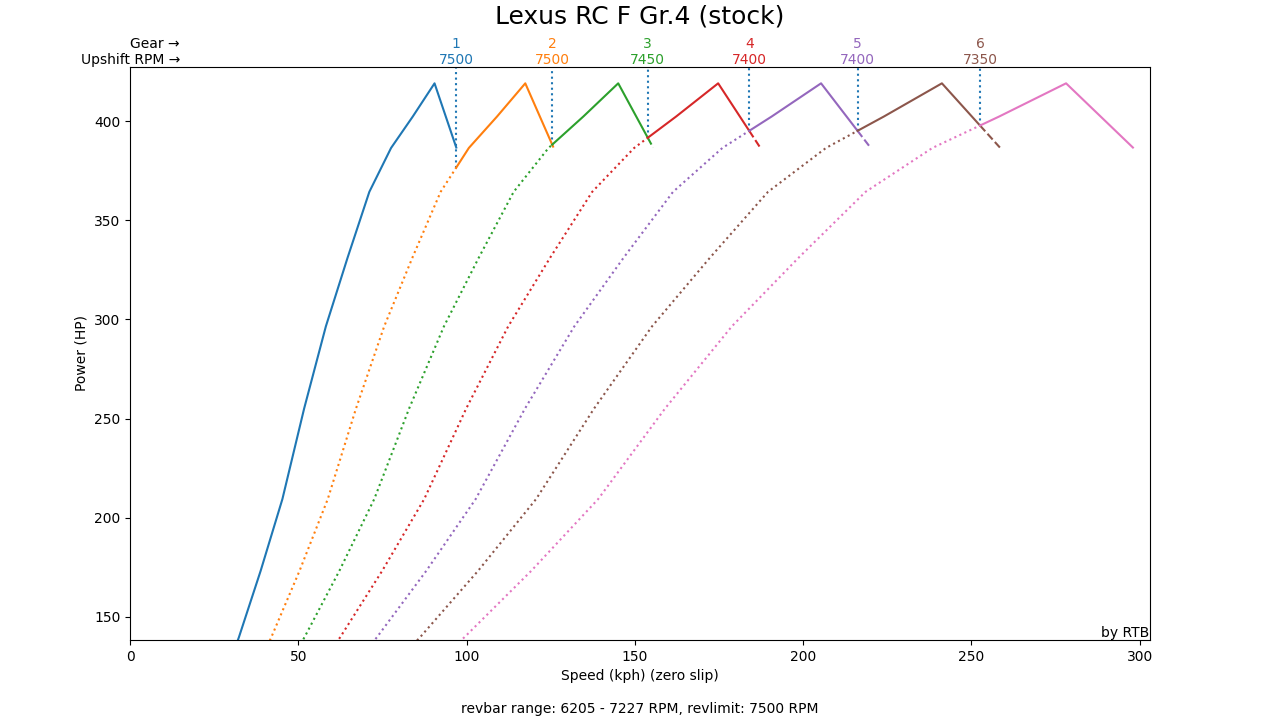 Lexus RC F Gr.4 (stock)
Gear → 1 2 3 4 5 6
Upshift RPM → 7500 7500 7450 7400 7400 7350
400
350
300
250
200
150
Power (HP)
by RTB
0 50 100 150 200 250 300
Speed (kph) (zero slip)
revbar range: 6205 - 7227 RPM, revlimit: 7500 RPM